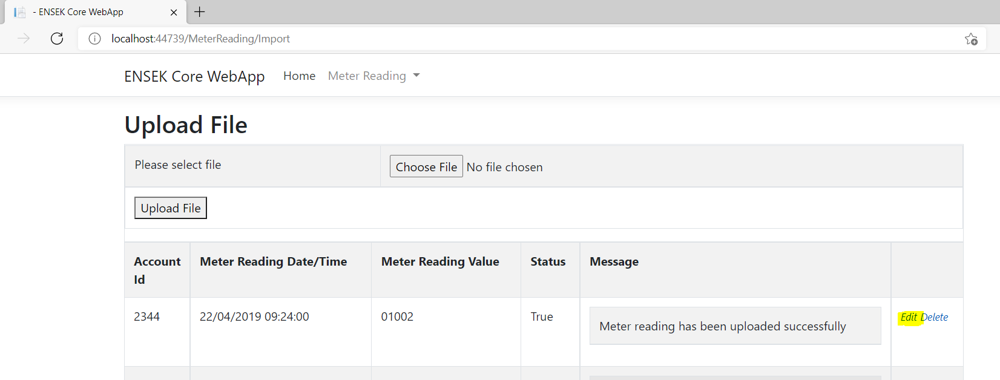 - ENSEK Core WebApp
localhost:44739/MeterReading/Import
ENSEK Core WebApp Home Meter Reading
Upload File
Please select file Choose File No file chosen
Upload File
Account Id Meter Reading Date/Time Meter Reading Value Status Message
2344 22/04/2019 09:24:00 01002 True Meter reading has been uploaded successfully Edit Delete